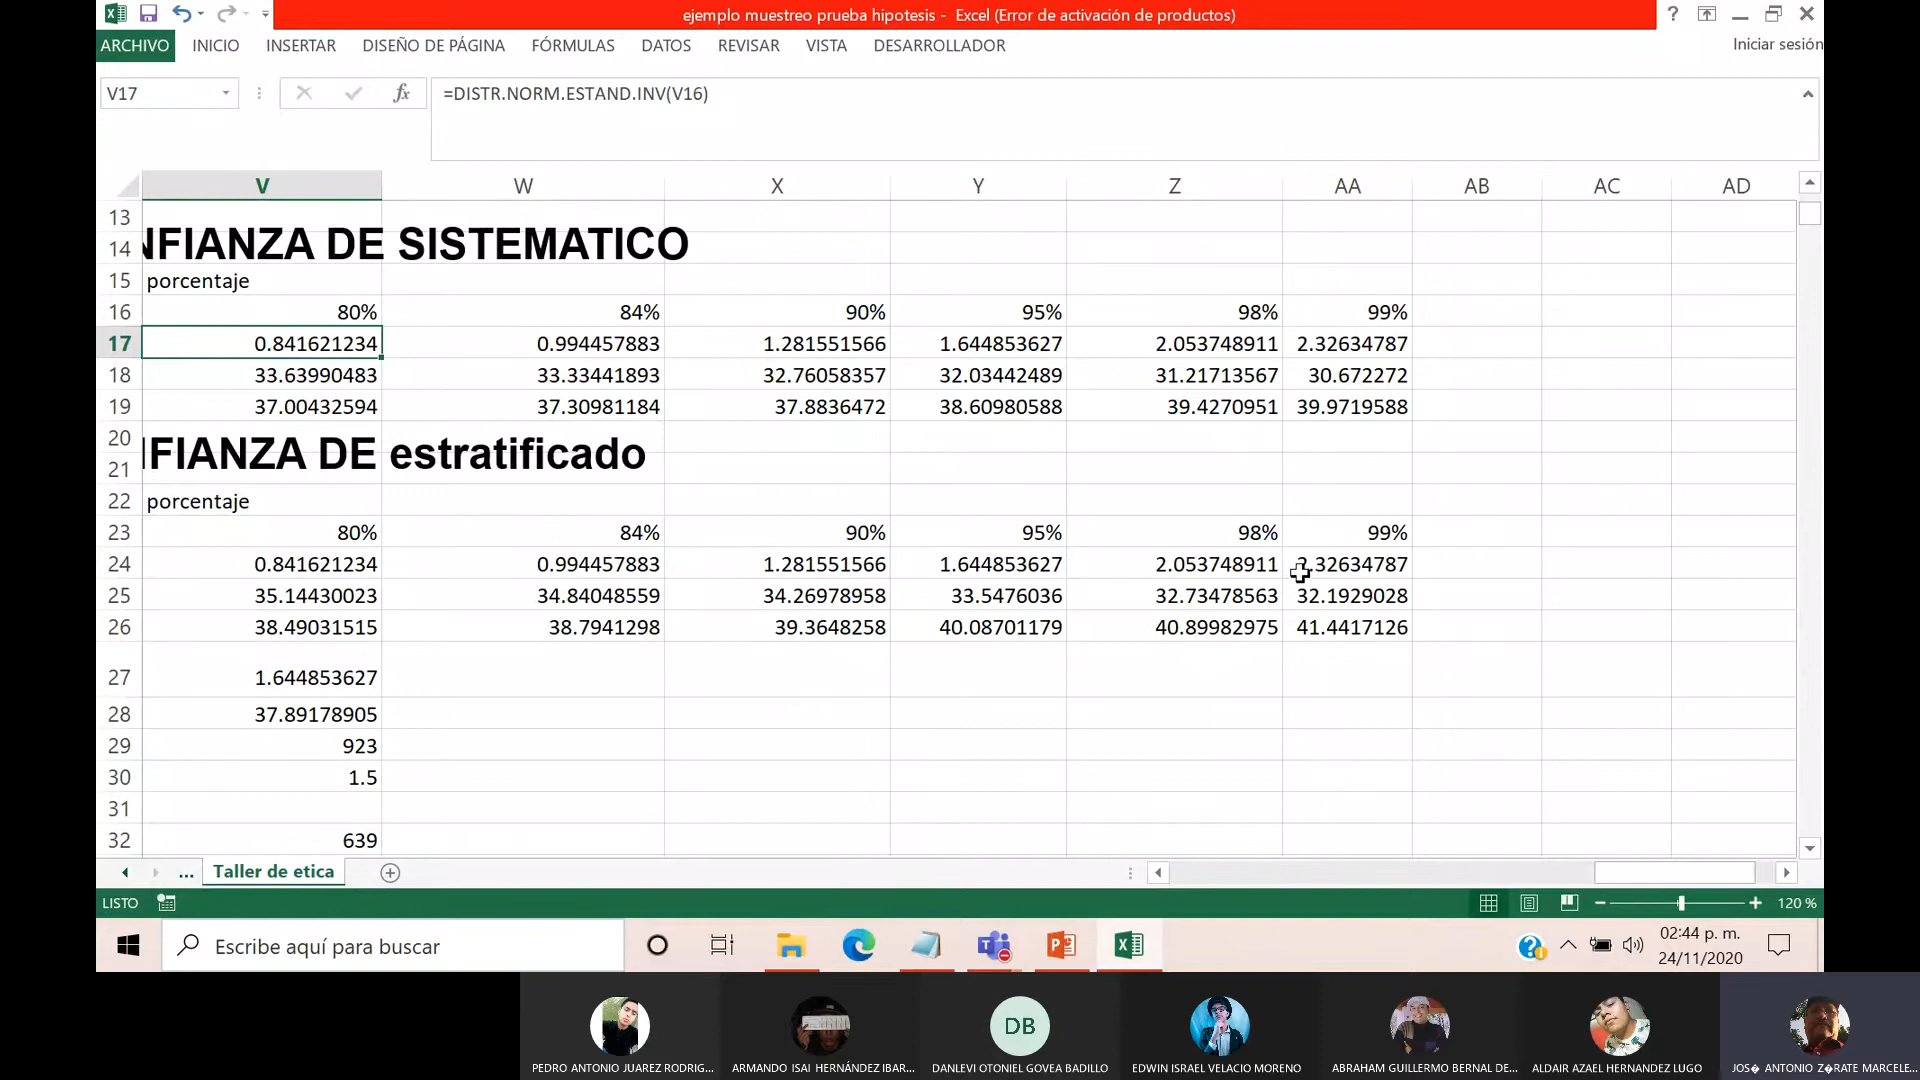 ejemplo muestreo prueba hipotesis - Excel (Error de activación de productos)
?
ARCHIVO INICIO INSERTAR DISEÑO DE PÁGINA FÓRMULAS DATOS REVISAR VISTA DESARROLLADOR Iniciar sesión
V17 fx =DISTR.NORM.ESTAND.INV(V16)
V W X Y Z AA AB AC AD
13
14 NFIANZA DE SISTEMATICO
15 porcentaje
16 80% 84% 90% 95% 98% 99%
17 0.841621234 0.994457883 1.281551566 1.644853627 2.053748911 2.32634787
18 33.63990483 33.33441893 32.76058357 32.03442489 31.21713567 30.672272
19 37.00432594 37.30981184 37.8836472 38.60980588 39.4270951 39.9719588
20
21 FIANZA DE estratificado
22 porcentaje
23 80% 84% 90% 95% 98% 99%
24 0.841621234 0.994457883 1.281551566 1.644853627 2.053748911 2.32634787
25 35.14430023 34.84048559 34.26978958 33.5476036 32.73478563 32.1929028
26 38.49031515 38.7941298 39.3648258 40.08701179 40.89982975 41.4417126
27 1.644853627
28 37.89178905
29 923
30 1.5
31
32 639
... Taller de etica
LISTO 120 %
Escribe aquí para buscar
02:44 p. m.
24/11/2020
DB
PEDRO ANTONIO JUAREZ RODRIG... ARMANDO ISAI HERNÁNDEZ IBAR... DANLEVI OTONIEL GOVEA BADILLO EDWIN ISRAEL VELACIO MORENO ABRAHAM GUILLERMO BERNAL DE... ALDAIR AZAEL HERNANDEZ LUGO JOS� ANTONIO Z�RATE MARCELE...